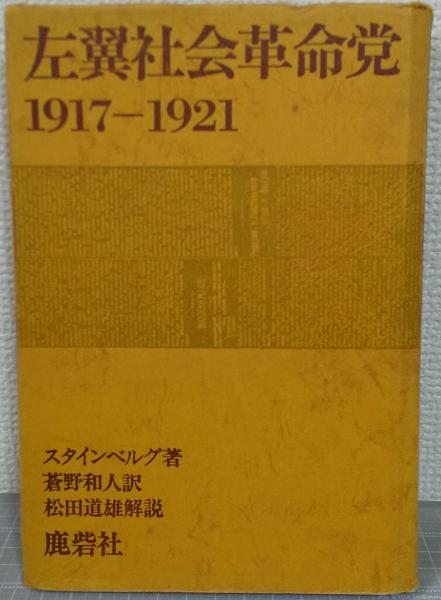 左翼社会革命党
1917—1921
スタインベルグ著
蒼野和人訳
松田道雄解説
鹿砦社